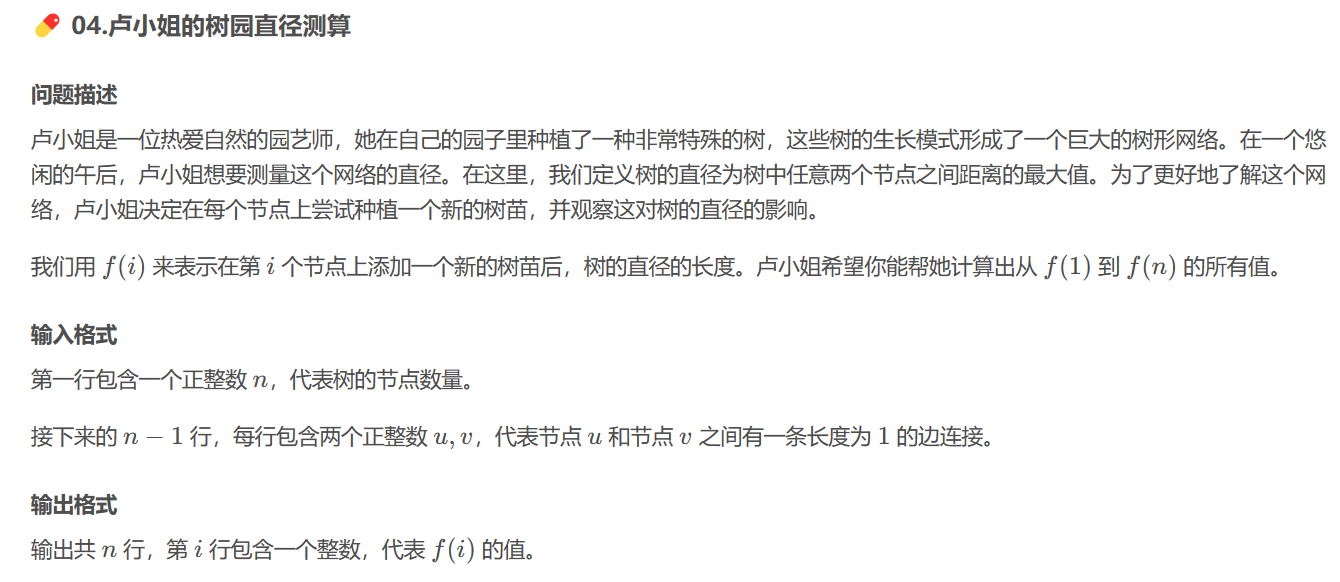 04.卢小姐的树园直径测算
问题描述
卢小姐是一位热爱自然的园艺师，她在自己的园子里种植了一种非常特殊的树，这些树的生长模式形成了一个巨大的树形网络。在一个悠
闲的午后，卢小姐想要测量这个网络的直径。在这里，我们定义树的直径为树中任意两个节点之间距离的最大值。为了更好地了解这个网
络，卢小姐决定在每个节点上尝试种植一个新的树苗，并观察这对树的直径的影响。
我们用 f(i) 来表示在第 i 个节点上添加一个新的树苗后，树的直径的长度。卢小姐希望你能帮她计算出从 f(1) 到 f(n) 的所有值。
输入格式
第一行包含一个正整数 n，代表树的节点数量。
接下来的 n − 1 行，每行包含两个正整数 u, v，代表节点 u 和节点 v 之间有一条长度为 1 的边连接。
输出格式
输出共 n 行，第 i 行包含一个整数，代表 f(i) 的值。